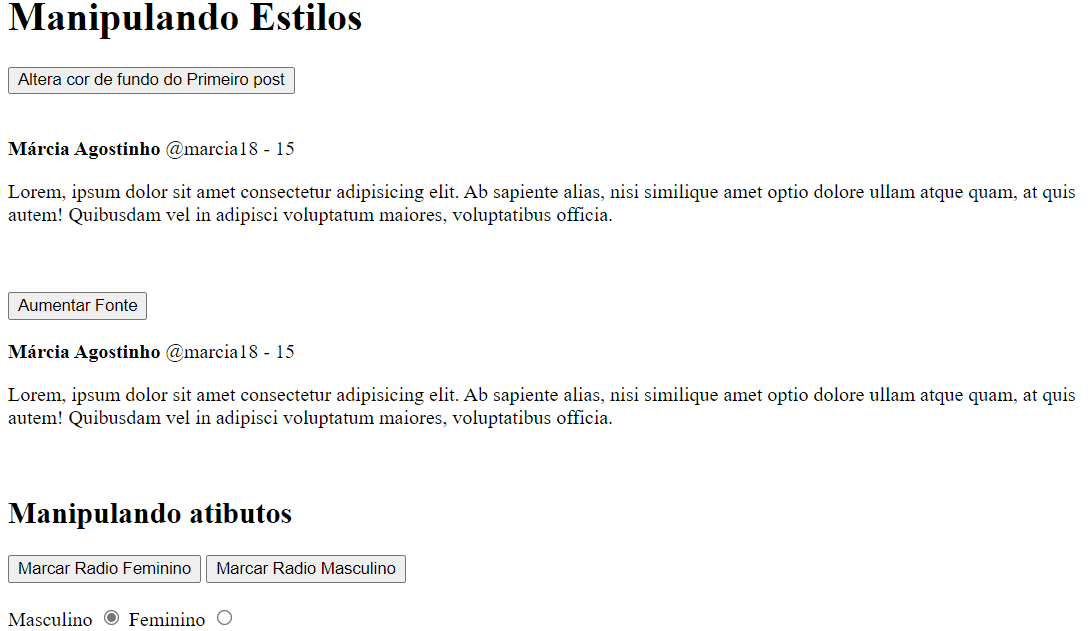 Manipulando Estilos
Altera cor de fundo do Primeiro post
Márcia Agostinho @marcia18 - 15
Lorem, ipsum dolor sit amet consectetur adipisicing elit. Ab sapiente alias, nisi similique amet optio dolore ullam atque quam, at quis
autem! Quibusdam vel in adipisci voluptatum maiores, voluptatibus officia.
Aumentar Fonte
Márcia Agostinho @marcia18 - 15
Lorem, ipsum dolor sit amet consectetur adipisicing elit. Ab sapiente alias, nisi similique amet optio dolore ullam atque quam, at quis
autem! Quibusdam vel in adipisci voluptatum maiores, voluptatibus officia.
Manipulando atibutos
Marcar Radio Feminino Marcar Radio Masculino
Masculino Feminino